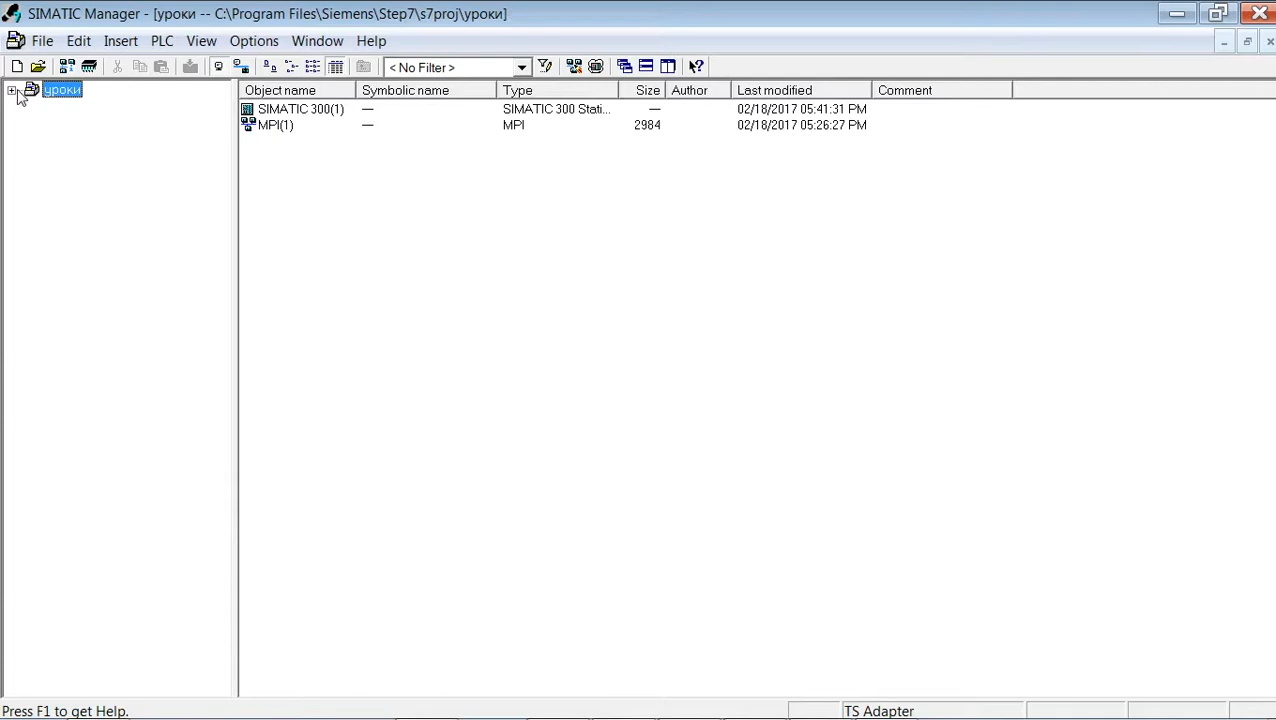 SIMATIC Manager - [уроки -- C:\Program Files\Siemens\Step7\s7proj\уроки]
File Edit Insert PLC View Options Window Help
< No Filter >
уроки
Object name Symbolic name Type Size Author Last modified Comment
SIMATIC 300(1) — SIMATIC 300 Stati... — 02/18/2017 05:41:31 PM
MPI(1) — MPI 2984 02/18/2017 05:26:27 PM
Press F1 to get Help. TS Adapter